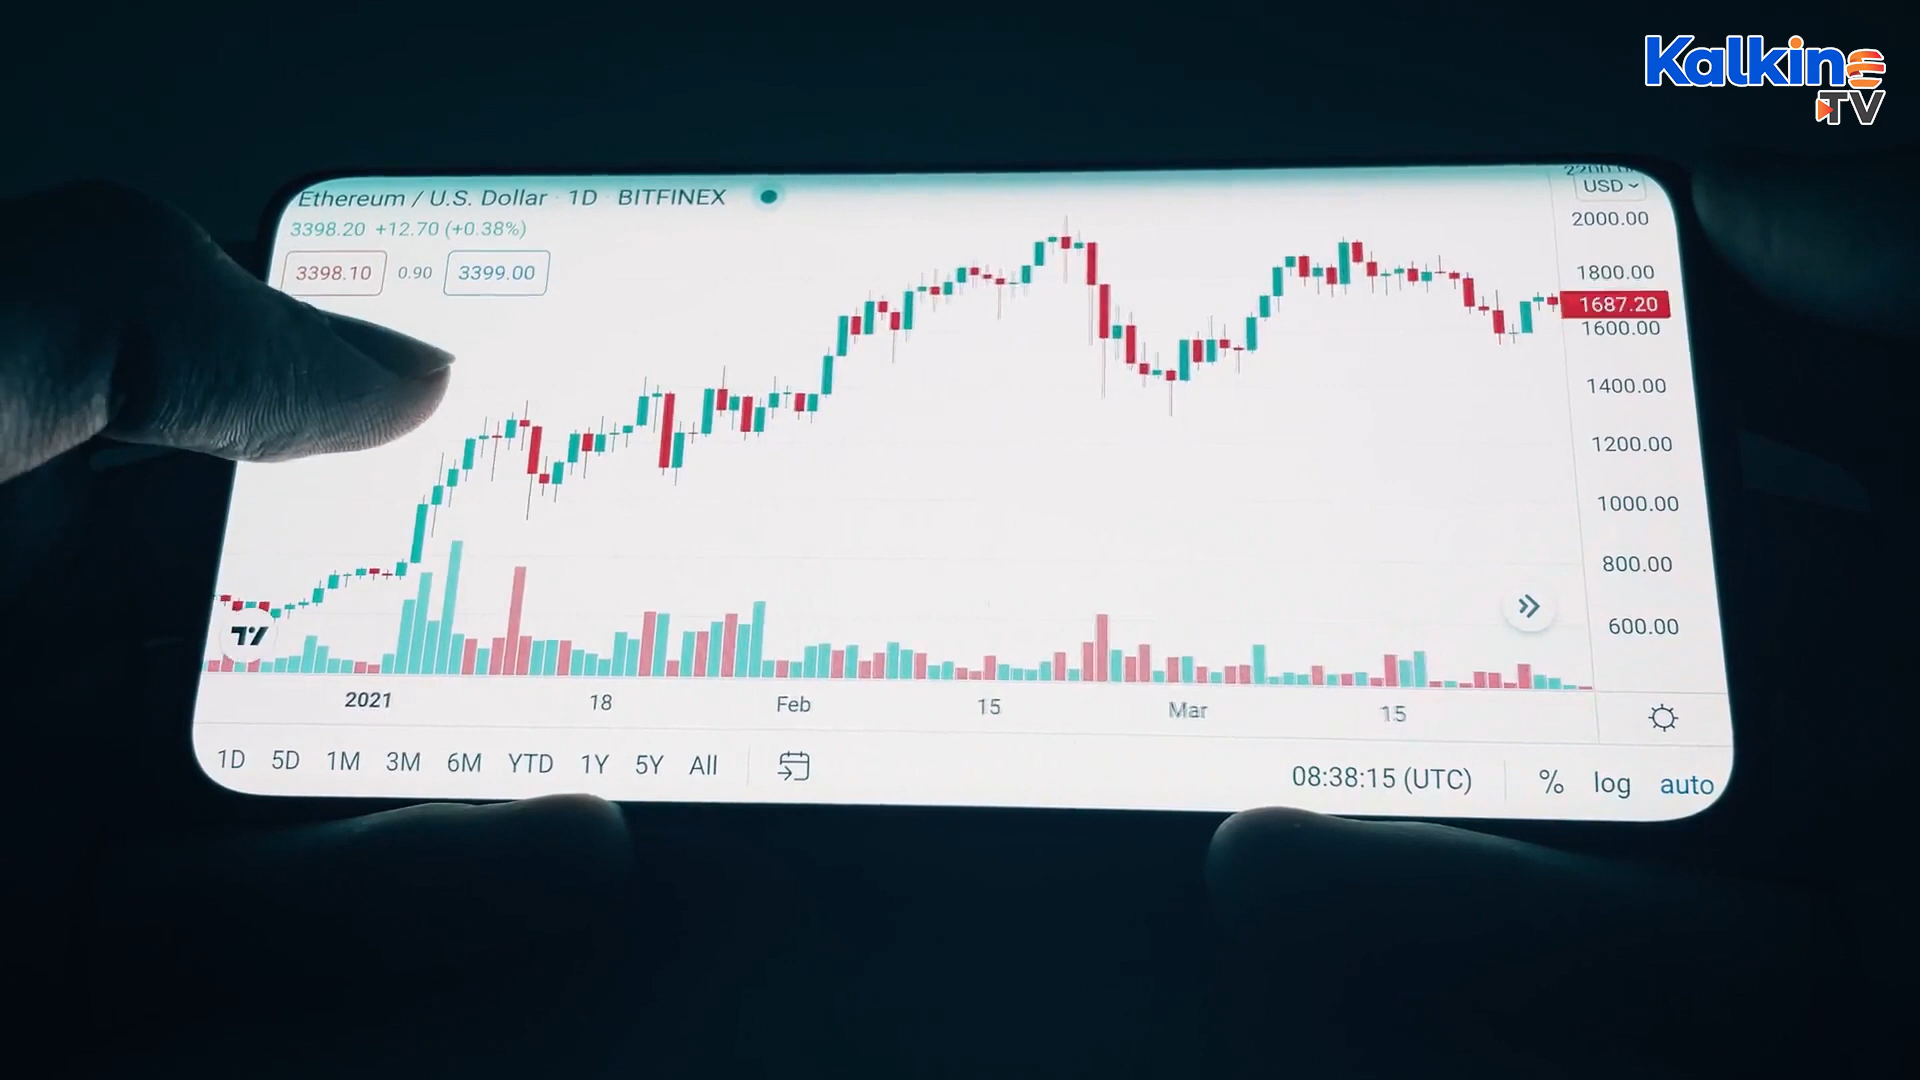 Kalkine
TV
Ethereum / U.S. Dollar · 1D · BITFINEX
3398.20 +12.70 (+0.38%)
3398.10 0.90 3399.00
2200.00
USD
2000.00
1800.00
1687.20
1600.00
1400.00
1200.00
1000.00
800.00
600.00
2021 18 Feb 15 Mar 15
1D 5D 1M 3M 6M YTD 1Y 5Y All
08:38:15 (UTC) % log auto